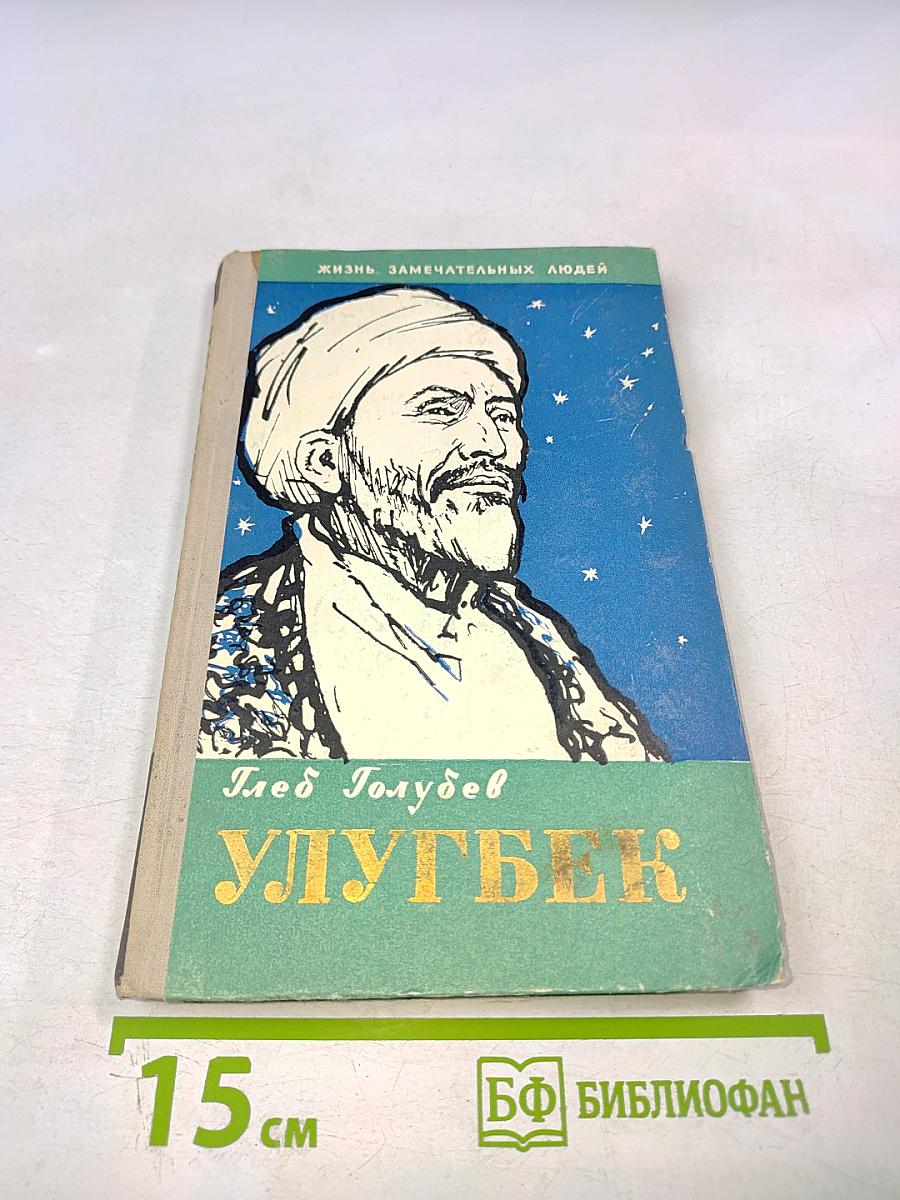 ЖИЗНЬ ЗАМЕЧАТЕЛЬНЫХ ЛЮДЕЙ
Глеб Голубев
УЛУГБЕК
15 см
БФ БИБЛИОФАН